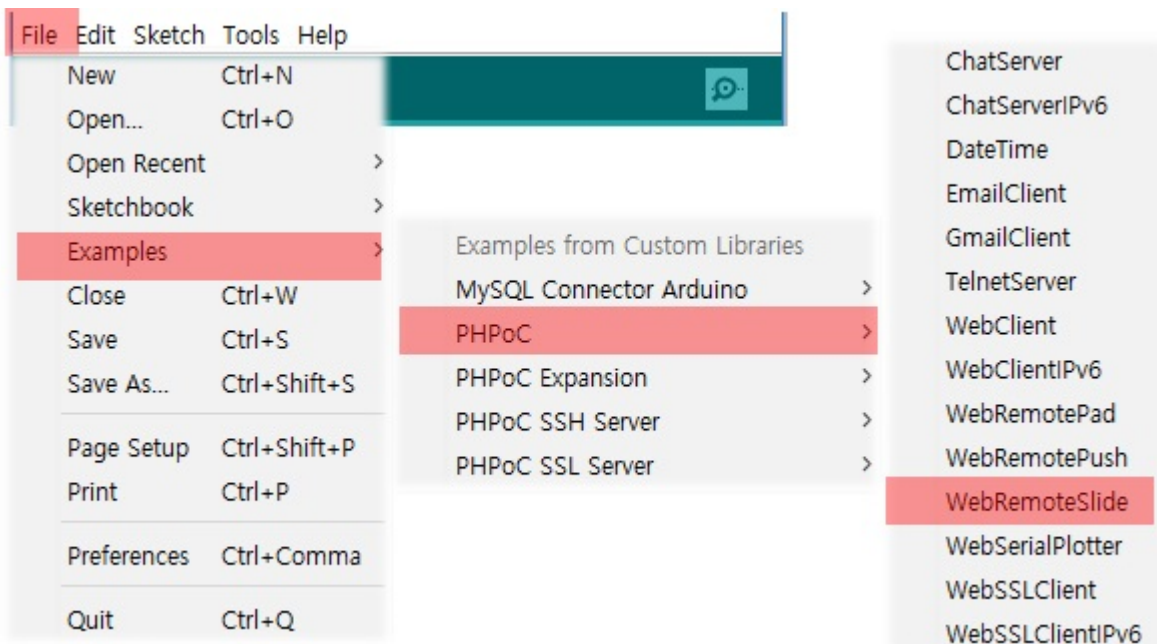 File Edit Sketch Tools Help
New Ctrl+N
Open... Ctrl+O
Open Recent >
Sketchbook >
Examples >
Close Ctrl+W
Save Ctrl+S
Save As... Ctrl+Shift+S
Page Setup Ctrl+Shift+P
Print Ctrl+P
Preferences Ctrl+Comma
Quit Ctrl+Q
Examples from Custom Libraries
MySQL Connector Arduino >
PHPoC >
PHPoC Expansion >
PHPoC SSH Server >
PHPoC SSL Server >
ChatServer
ChatServerIPv6
DateTime
EmailClient
GmailClient
TelnetServer
WebClient
WebClientIPv6
WebRemotePad
WebRemotePush
WebRemoteSlide
WebSerialPlotter
WebSSLClient
WebSSLClientIPv6